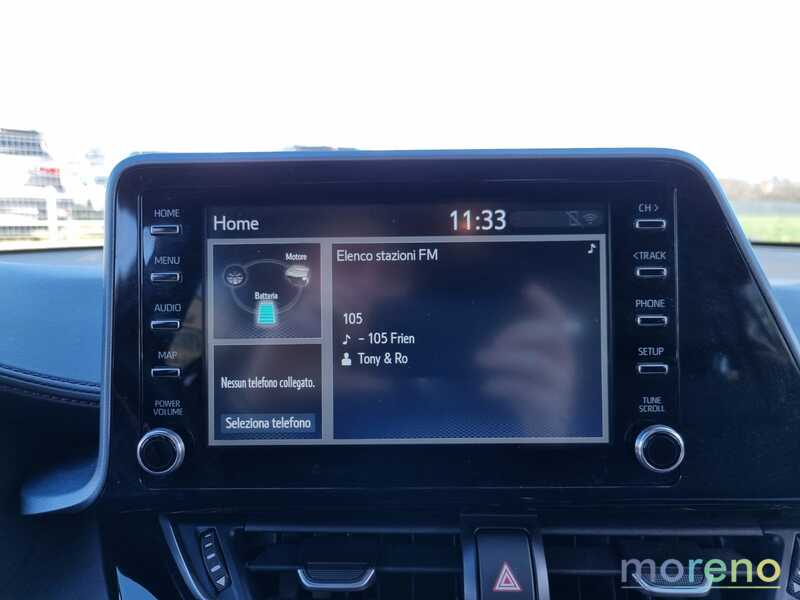 HOME
MENU
AUDIO
MAP
POWER
VOLUME
Home
11:33
Motore
Batteria
Nessun telefono collegato.
Seleziona telefono
Elenco stazioni FM
105
– 105 Frien
Tony & Ro
CH >
< TRACK
PHONE
SETUP
TUNE
SCROLL
moreno